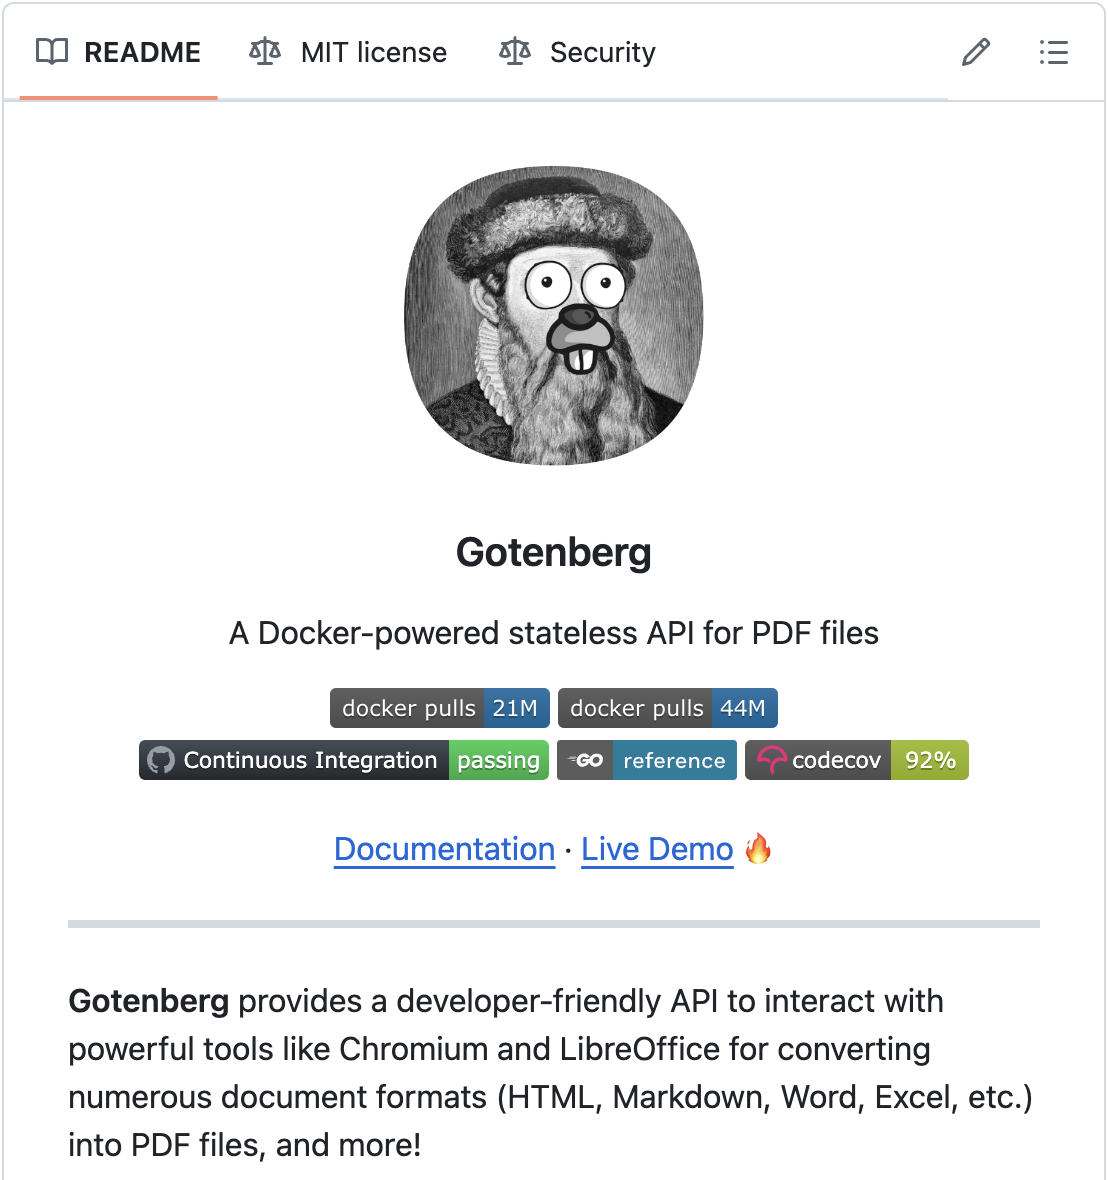 README MIT license Security
Gotenberg
A Docker-powered stateless API for PDF files
docker pulls 21M docker pulls 44M
Continuous Integration passing GO reference codecov 92%
Documentation · Live Demo 🔥
Gotenberg provides a developer-friendly API to interact with
powerful tools like Chromium and LibreOffice for converting
numerous document formats (HTML, Markdown, Word, Excel, etc.)
into PDF files, and more!